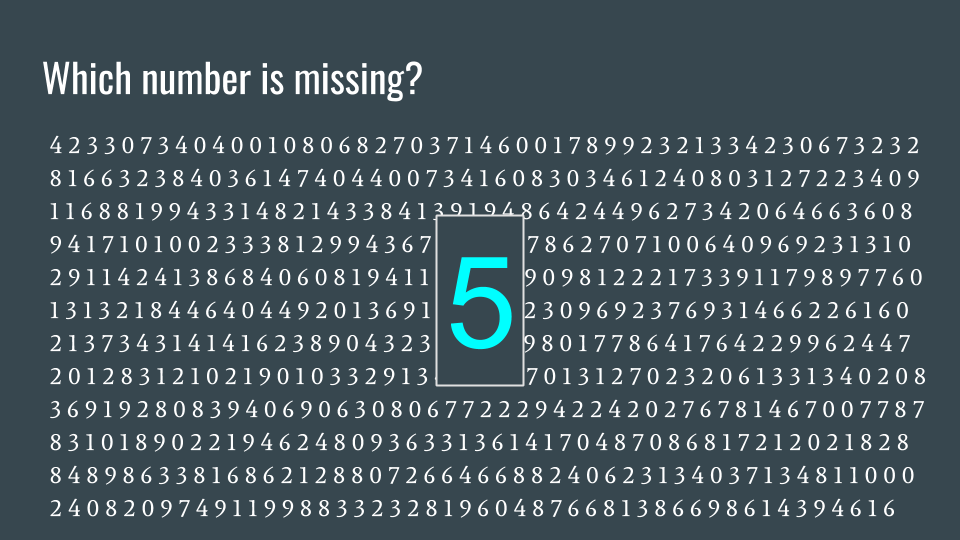 Which number is missing?
4 2 3 3 0 7 3 4 0 4 0 0 1 0 8 0 6 8 2 7 0 3 7 1 4 6 0 0 1 7 8 9 9 2 3 2 1 3 3 4 2 3 0 6 7 3 2 3 2
8 1 6 6 3 2 3 8 4 0 3 6 1 4 7 4 0 4 4 0 0 7 3 4 1 6 0 8 3 0 3 4 6 1 2 4 0 8 0 3 1 2 7 2 2 3 4 0 9
1 1 6 8 8 1 9 9 4 3 3 1 4 8 2 1 4 3 3 8 4 1 3 9 1 9 4 8 6 4 2 4 4 9 6 2 7 3 4 2 0 6 4 6 6 3 6 0 8
9 4 1 7 1 0 1 0 0 2 3 3 3 8 1 2 9 9 4 3 6 7 7 8 6 2 7 0 7 1 0 0 6 4 0 9 6 9 2 3 1 3 1 0
2 9 1 1 4 2 4 1 3 8 6 8 4 0 6 0 8 1 9 4 1 1 9 0 9 8 1 2 2 2 1 7 3 3 9 1 1 7 9 8 9 7 7 6 0
1 3 1 3 2 1 8 4 4 6 4 0 4 4 9 2 0 1 3 6 9 1 2 3 0 9 6 9 2 3 7 6 9 3 1 4 6 6 2 2 6 1 6 0
5
2 1 3 7 3 4 3 1 4 1 4 1 6 2 3 8 9 0 4 3 2 3 9 8 0 1 7 7 8 6 4 1 7 6 4 2 2 9 9 6 2 4 4 7
2 0 1 2 8 3 1 2 1 0 2 1 9 0 1 0 3 3 2 9 1 3 7 0 1 3 1 2 7 0 2 3 2 0 6 1 3 3 1 3 4 0 2 0 8
3 6 9 1 9 2 8 0 8 3 9 4 0 6 9 0 6 3 0 8 0 6 7 7 2 2 2 9 4 2 2 4 2 0 2 7 6 7 8 1 4 6 7 0 0 7 7 8 7
8 3 1 0 1 8 9 0 2 2 1 9 4 6 2 4 8 0 9 3 6 3 3 1 3 6 1 4 1 7 0 4 8 7 0 8 6 8 1 7 2 1 2 0 2 1 8 2 8
8 4 8 9 8 6 3 3 8 1 6 8 6 2 1 2 8 8 0 7 2 6 6 4 6 6 8 8 2 4 0 6 2 3 1 3 4 0 3 7 1 3 4 8 1 1 0 0 0
2 4 0 8 2 0 9 7 4 9 1 1 9 9 8 8 3 3 2 3 2 8 1 9 6 0 4 8 7 6 6 8 1 3 8 6 6 9 8 6 1 4 3 9 4 6 1 6